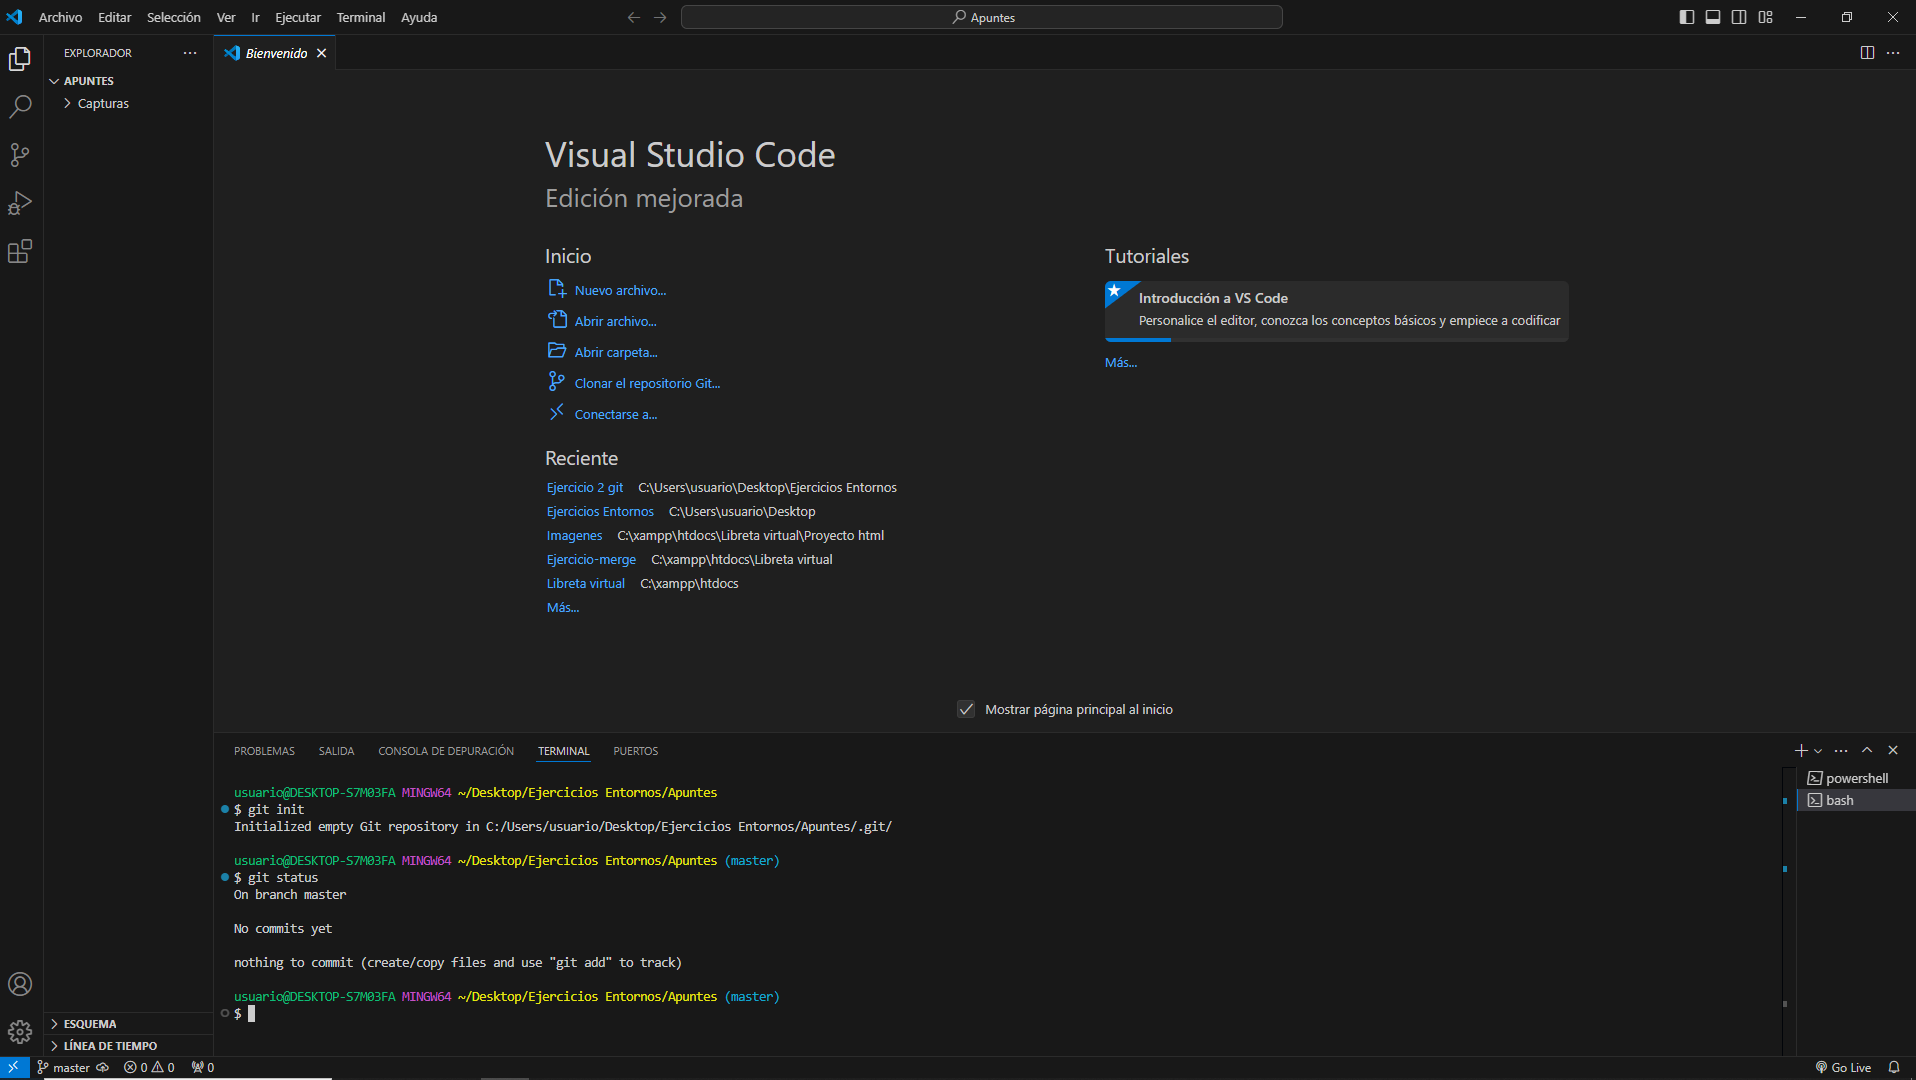 Archivo Editar Selección Ver Ir Ejecutar Terminal Ayuda
Apuntes
EXPLORADOR
APUNTES
Capturas
Bienvenido
Visual Studio Code
Edición mejorada
Inicio
Nuevo archivo...
Abrir archivo...
Abrir carpeta...
Clonar el repositorio Git...
Conectarse a...
Reciente
Ejercicio 2 git C:\Users\usuario\Desktop\Ejercicios Entornos
Ejercicios Entornos C:\Users\usuario\Desktop
Imagenes C:\xampp\htdocs\Libreta virtual\Proyecto html
Ejercicio-merge C:\xampp\htdocs\Libreta virtual
Libreta virtual C:\xampp\htdocs
Más...
Tutoriales
Introducción a VS Code
Personalice el editor, conozca los conceptos básicos y empiece a codificar
Más...
Mostrar página principal al inicio
PROBLEMAS SALIDA CONSOLA DE DEPURACIÓN TERMINAL PUERTOS
usuario@DESKTOP-S7M03FA MINGW64 ~/Desktop/Ejercicios Entornos/Apuntes
$ git init
Initialized empty Git repository in C:/Users/usuario/Desktop/Ejercicios Entornos/Apuntes/.git/
usuario@DESKTOP-S7M03FA MINGW64 ~/Desktop/Ejercicios Entornos/Apuntes (master)
$ git status
On branch master
No commits yet
nothing to commit (create/copy files and use "git add" to track)
usuario@DESKTOP-S7M03FA MINGW64 ~/Desktop/Ejercicios Entornos/Apuntes (master)
$
powershell
bash
ESQUEMA
LÍNEA DE TIEMPO
master 0 0 0
Go Live